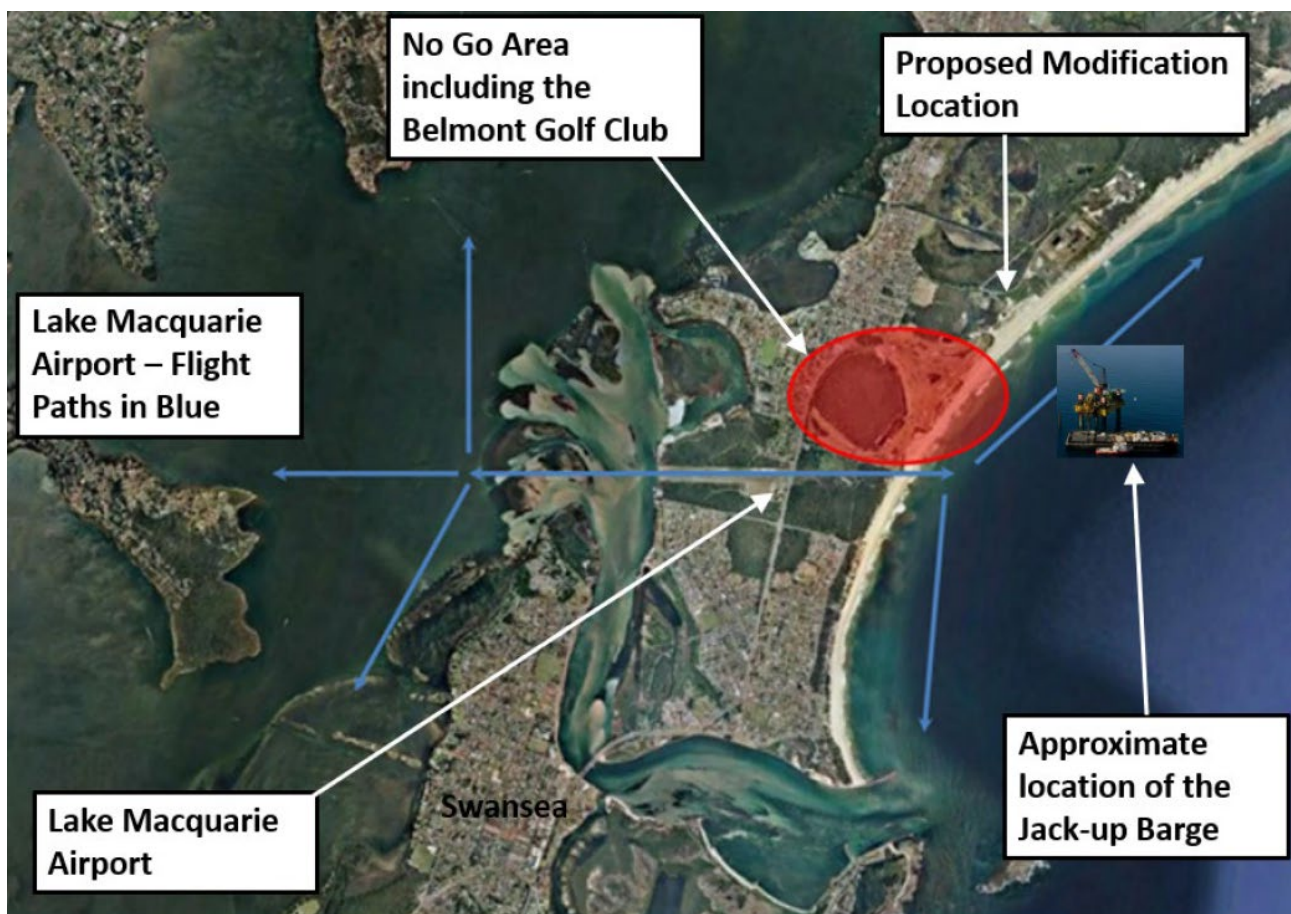 No Go Area
including the
Belmont Golf Club
Proposed Modification
Location
Lake Macquarie
Airport – Flight
Paths in Blue
Lake Macquarie
Airport
Swansea
Approximate
location of the
Jack-up Barge